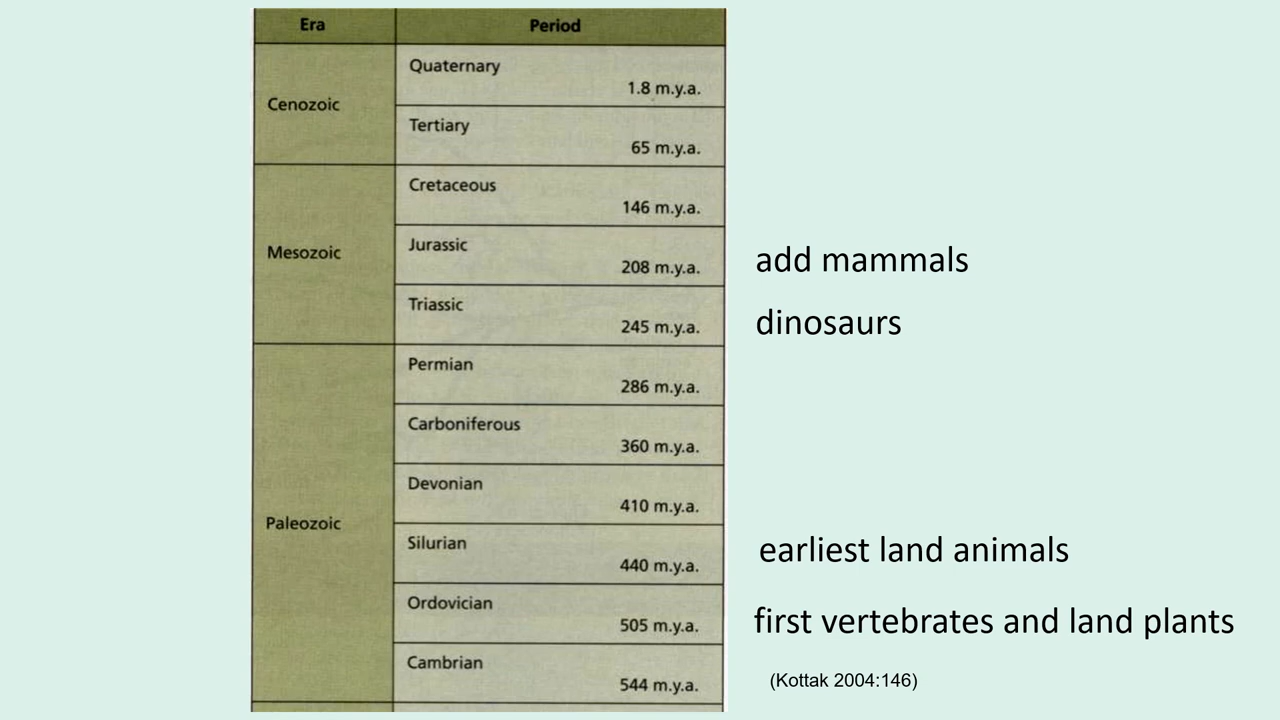 Era Period
Cenozoic
Quaternary
1.8 m.y.a.
Tertiary
65 m.y.a.
Mesozoic
Cretaceous
146 m.y.a.
Jurassic
208 m.y.a.
add mammals
Triassic
245 m.y.a.
dinosaurs
Paleozoic
Permian
286 m.y.a.
Carboniferous
360 m.y.a.
Devonian
410 m.y.a.
Silurian
440 m.y.a.
earliest land animals
Ordovician
505 m.y.a.
first vertebrates and land plants
Cambrian
544 m.y.a.
(Kottak 2004:146)